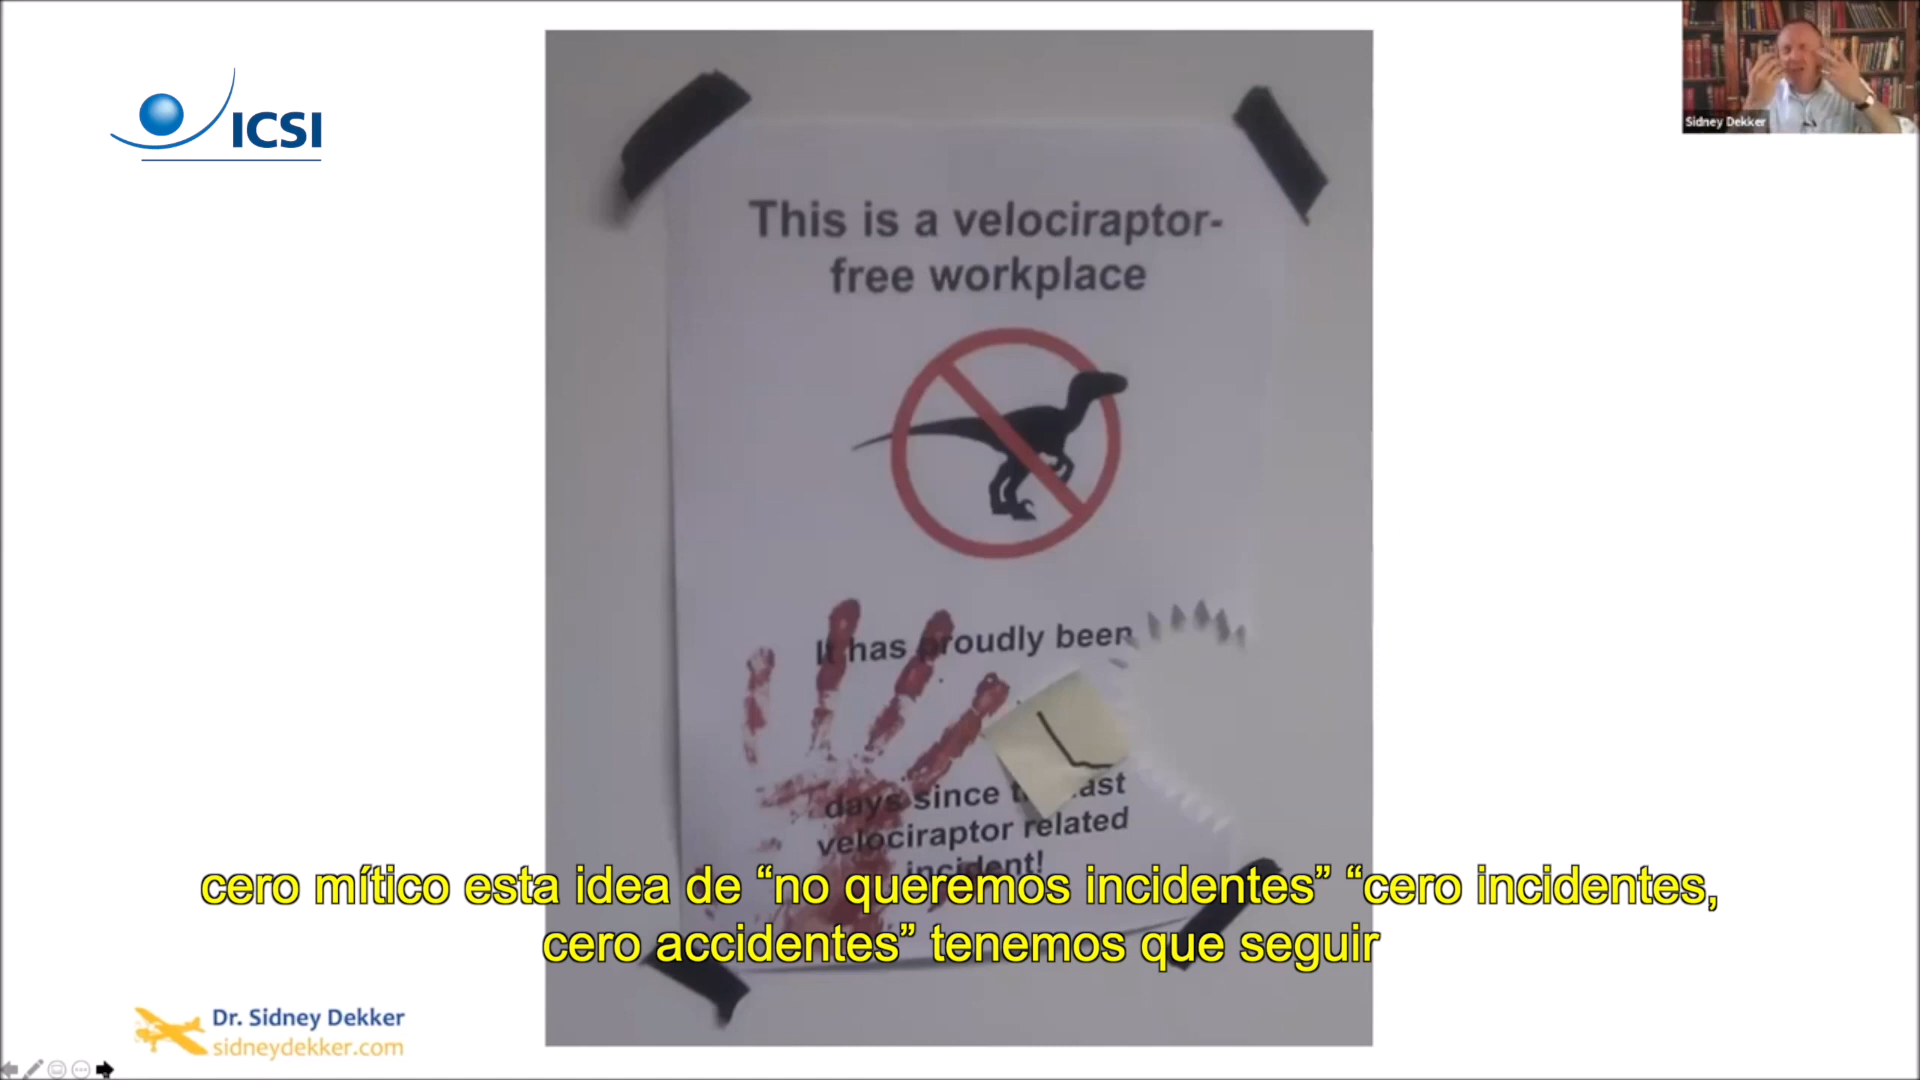 ICSI
Sidney Dekker
This is a velociraptor-
free workplace
It has proudly been
days since the last
velociraptor related
incident!
cero mítico esta idea de “no queremos incidentes” “cero incidentes,
cero accidentes” tenemos que seguir
Dr. Sidney Dekker
sidneydekker.com